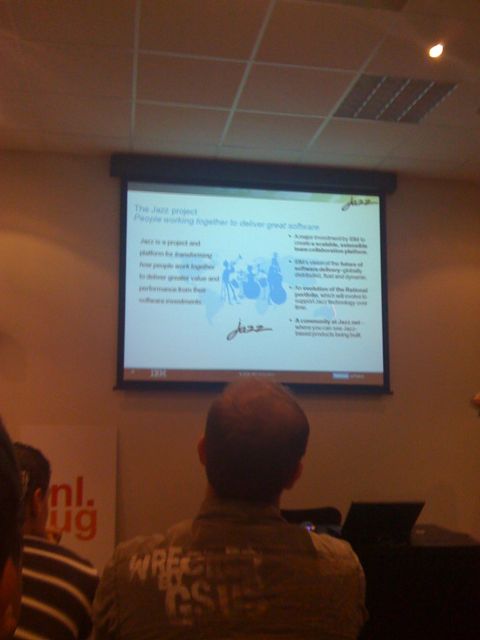 Jazz
The Jazz project
People working together to deliver great software
Jazz is a project and
platform for transforming
how people work together
to deliver greater value and
performance from their
software investments.
• A major investment by IBM to
create a scalable, extensible
team collaboration platform.
• IBM's vision of the future of
software delivery - globally
distributed, fluid and dynamic.
• An evolution of the Rational
portfolio, which will evolve to
support Jazz technology over
time.
• A community at Jazz.net -
where you can see Jazz-
based products being built.
Jazz
IBM
nl.
ug